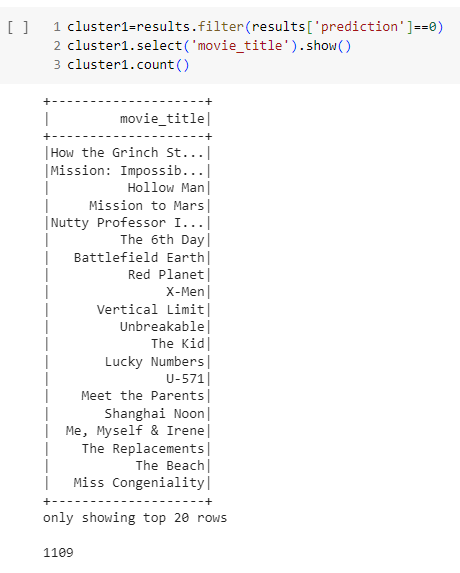 [ ] 1 cluster1=results.filter(results['prediction']==0)
2 cluster1.select('movie_title').show()
3 cluster1.count()
+--------------------+
|         movie_title|
+--------------------+
|How the Grinch St...|
|Mission: Impossib...|
|          Hollow Man|
|     Mission to Mars|
|Nutty Professor I...|
|         The 6th Day|
|   Battlefield Earth|
|          Red Planet|
|               X-Men|
|      Vertical Limit|
|         Unbreakable|
|             The Kid|
|       Lucky Numbers|
|               U-571|
|    Meet the Parents|
|       Shanghai Noon|
|  Me, Myself & Irene|
|    The Replacements|
|           The Beach|
|   Miss Congeniality|
+--------------------+
only showing top 20 rows
1109